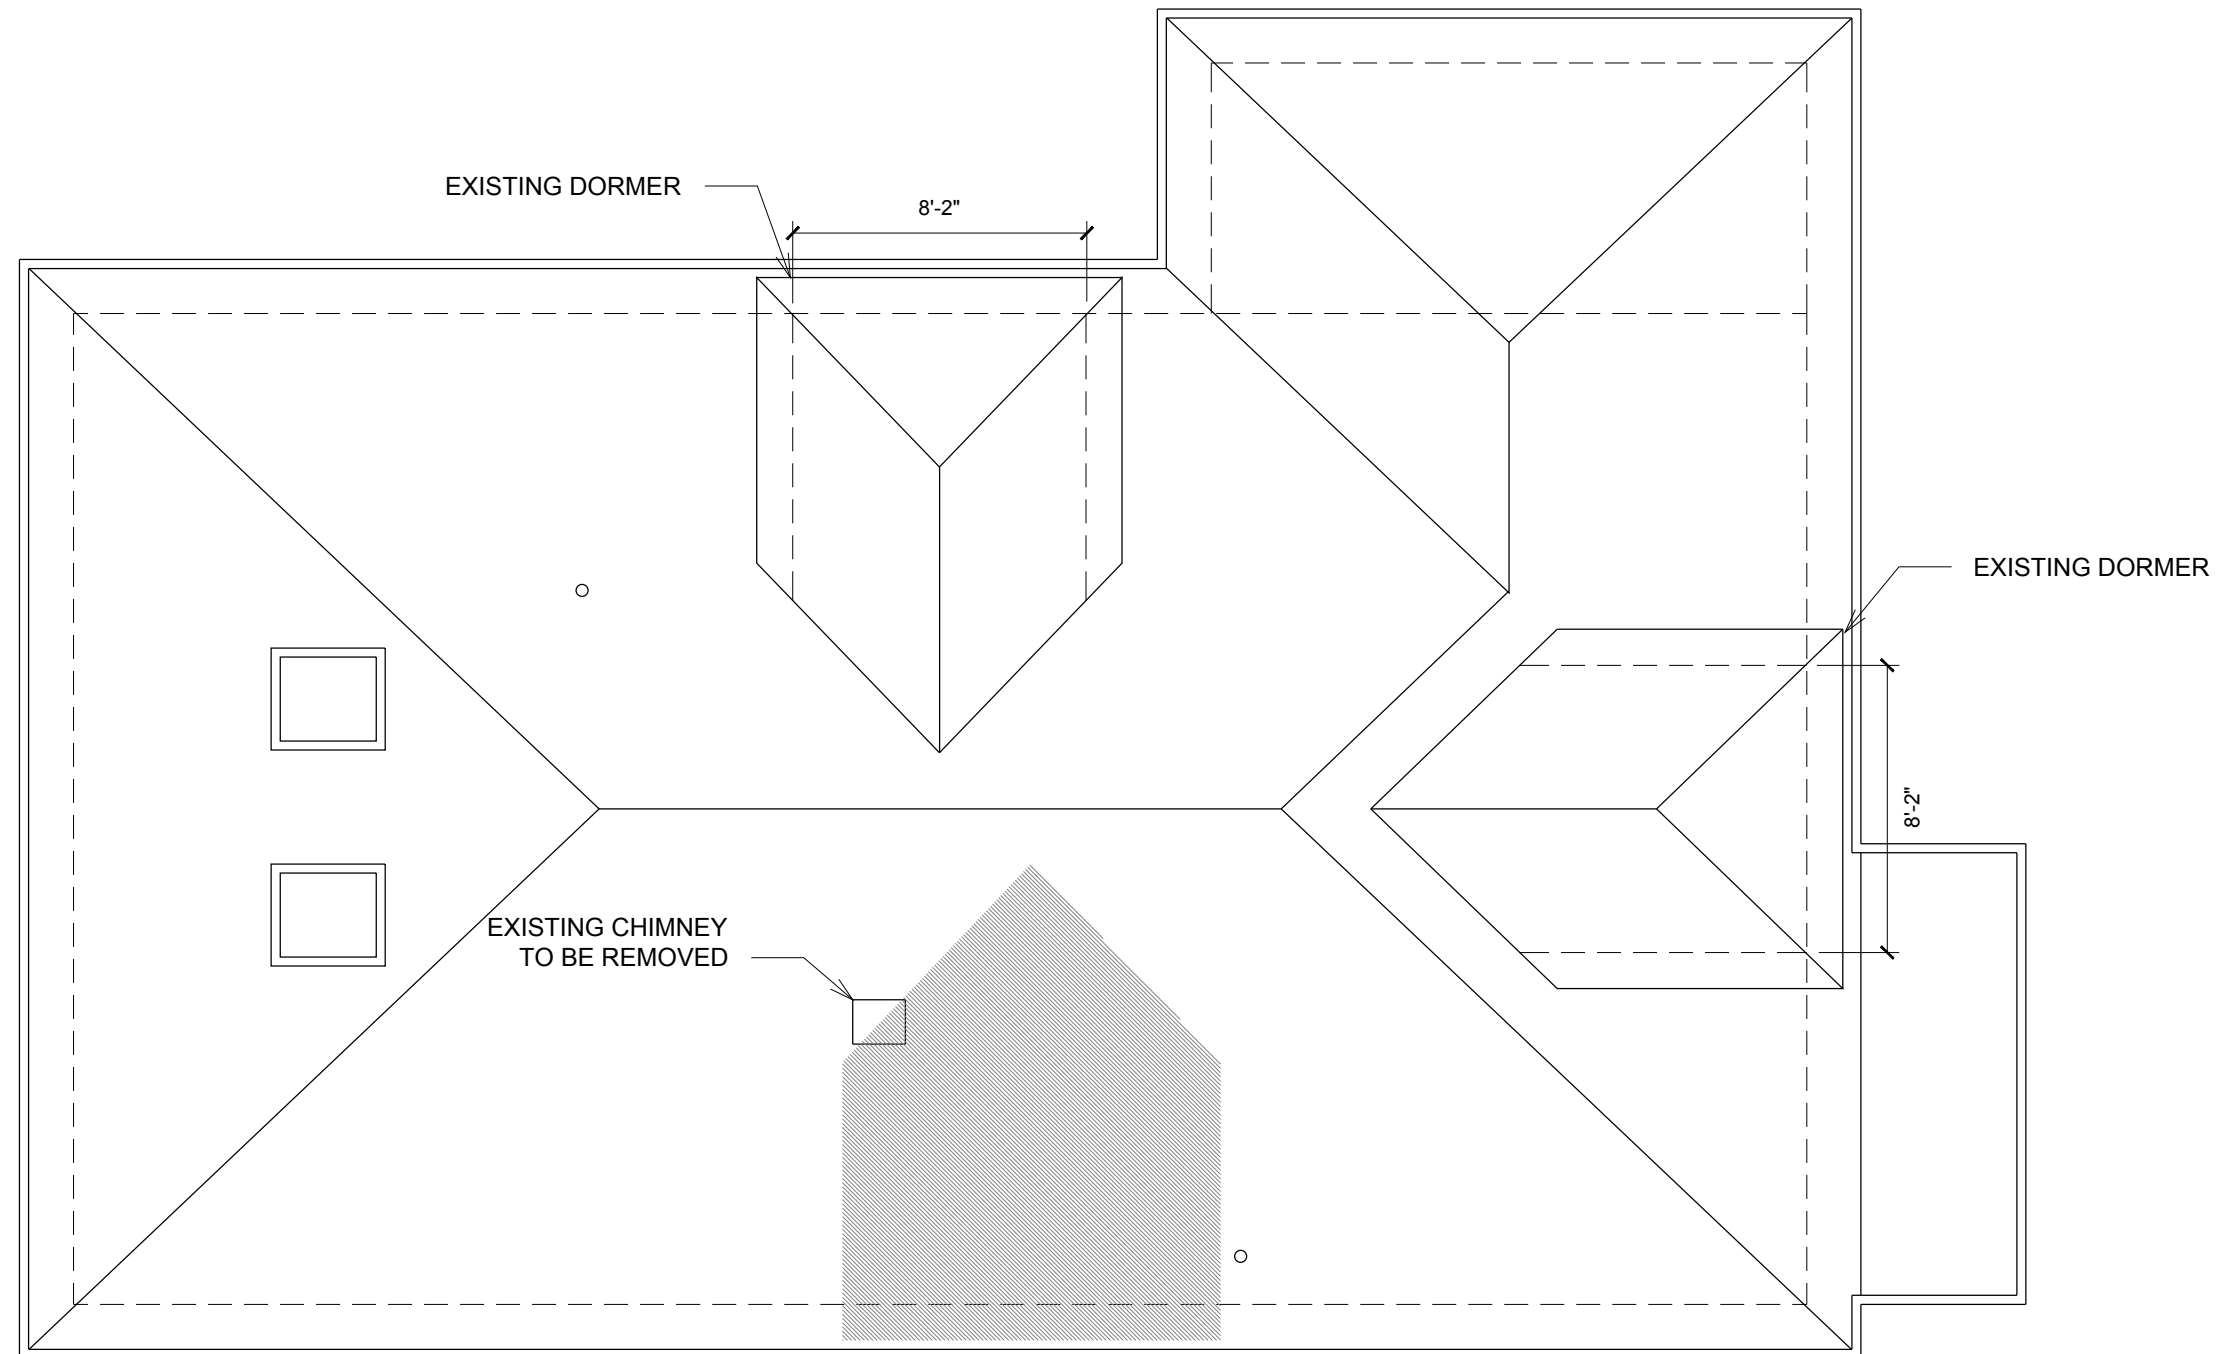 EXISTING DORMER
8'-2"
EXISTING DORMER
8'-2"
EXISTING CHIMNEY
TO BE REMOVED